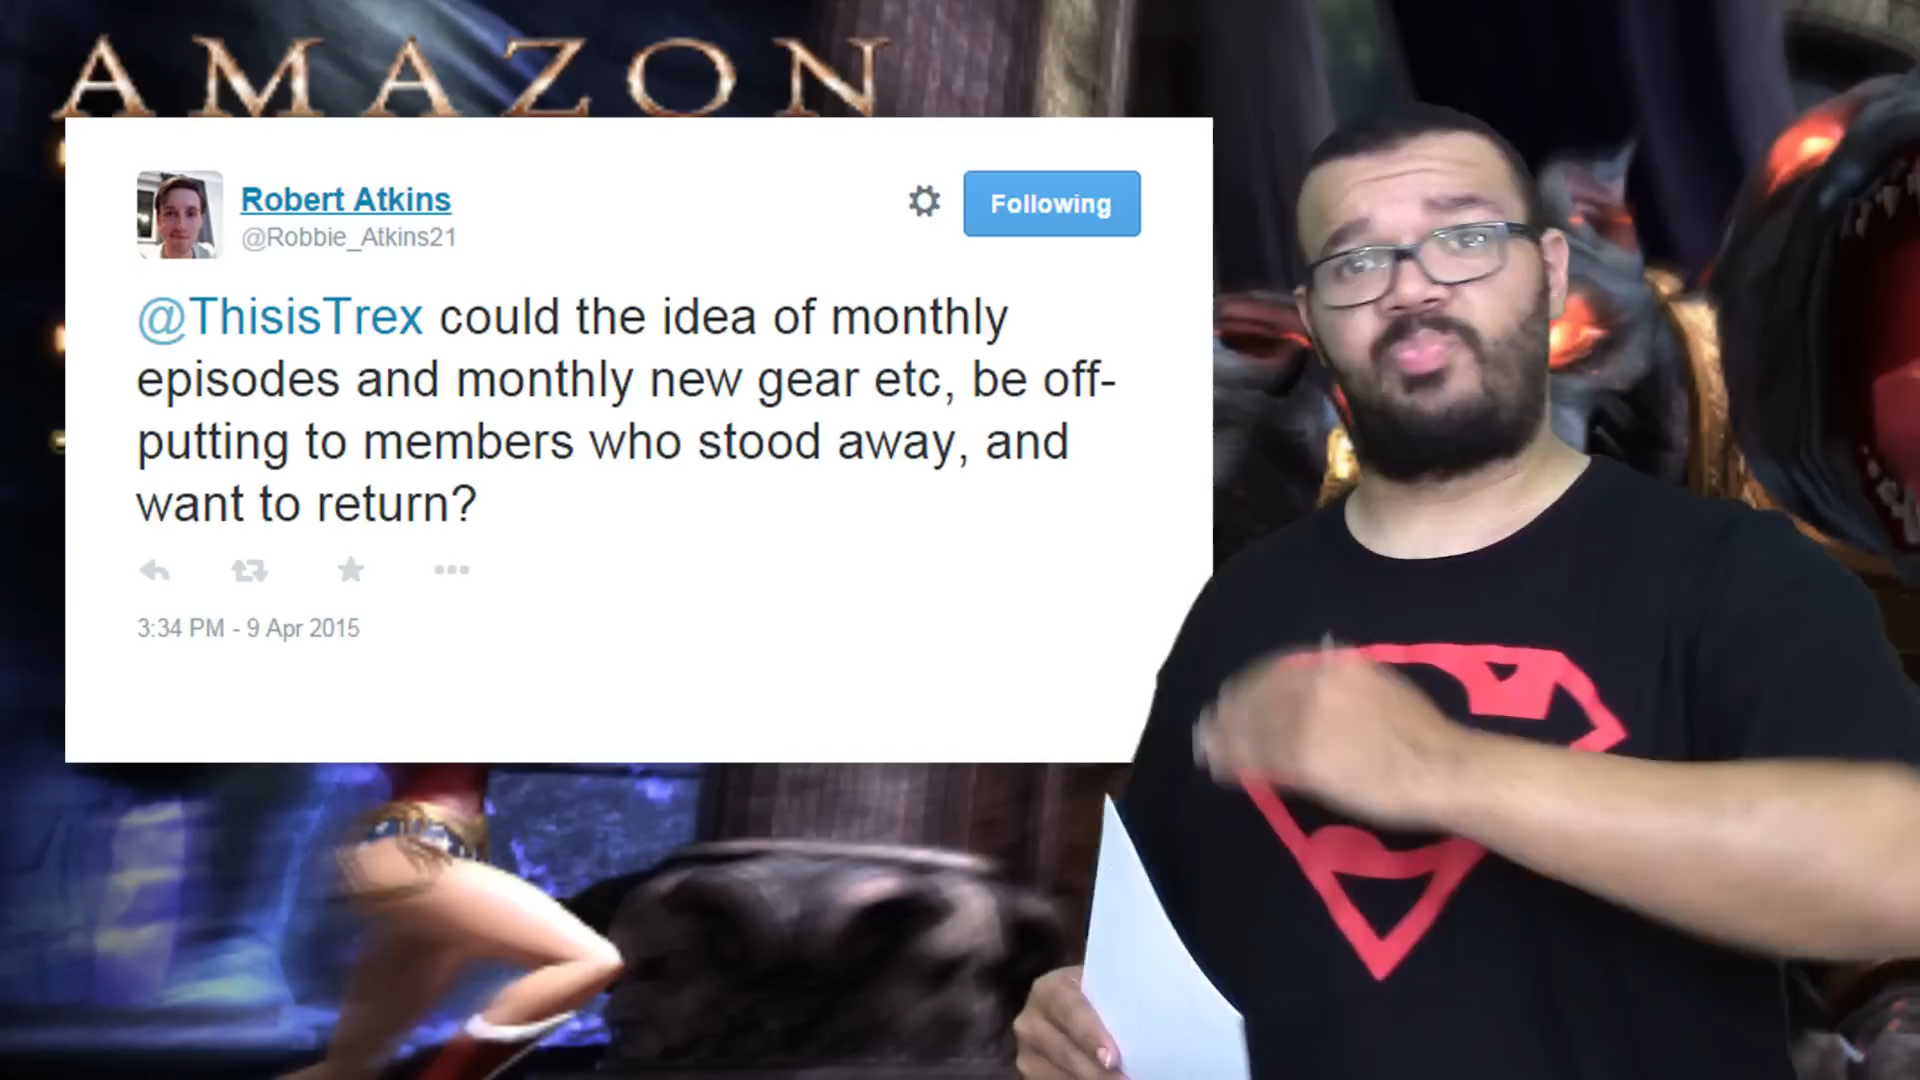 AMAZON
Robert Atkins
@Robbie_Atkins21
Following
@ThisisTrex could the idea of monthly
episodes and monthly new gear etc, be off-
putting to members who stood away, and
want to return?
3:34 PM - 9 Apr 2015